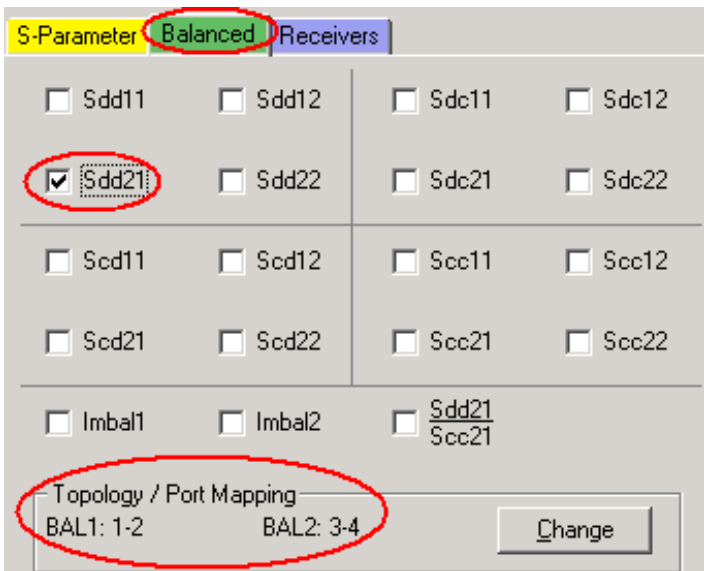 S-Parameter Balanced Receivers
Sdd11 Sdd12 Sdc11 Sdc12
Sdd21 Sdd22 Sdc21 Sdc22
Scd11 Scd12 Scc11 Scc12
Scd21 Scd22 Scc21 Scc22
Imbal1 Imbal2 Sdd21
Scc21
Topology / Port Mapping
BAL1: 1-2 BAL2: 3-4 Change